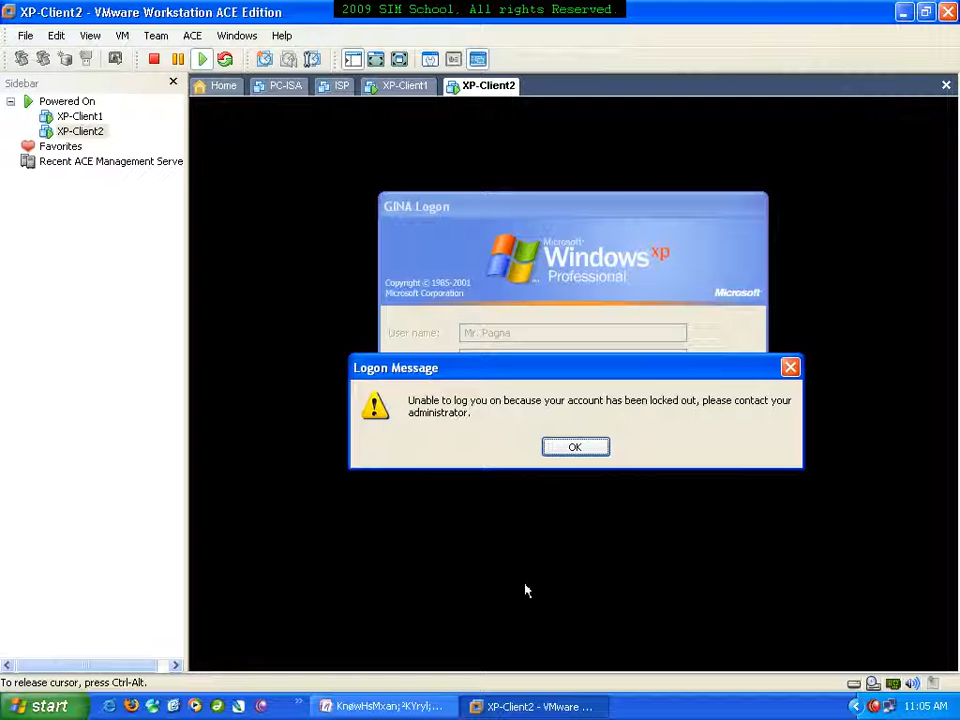 XP-Client2 - VMware Workstation ACE Edition
2009 SIM School, All rights Reserved.
File Edit View VM Team ACE Windows Help
Sidebar
Home PC-ISA ISP XP-Client1 XP-Client2
Powered On
XP-Client1
XP-Client2
Favorites
Recent ACE Management Serve
GINA Logon
Microsoft
Windows xp
Professional
Copyright © 1985-2001
Microsoft Corporation
Microsoft
User name: Mr. Pagna
Logon Message
Unable to log you on because your account has been locked out, please contact your
administrator.
OK
To release cursor, press Ctrl-Alt.
start
XP-Client2 - VMware ...
11:05 AM